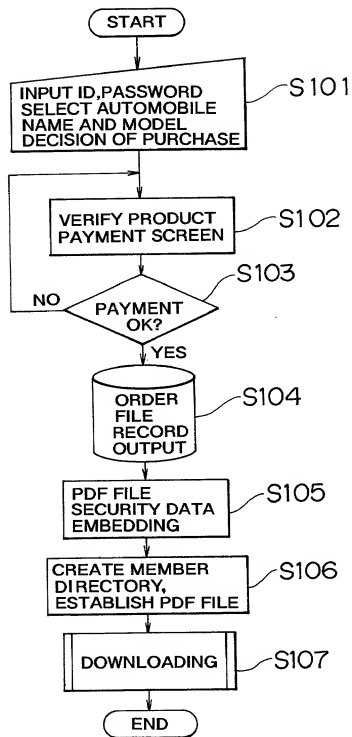 START
INPUT ID,PASSWORD
SELECT AUTOMOBILE
NAME AND MODEL
DECISION OF PURCHASE
S101
VERIFY PRODUCT
PAYMENT SCREEN
S102
S103
NO
PAYMENT
OK?
YES
ORDER
FILE
RECORD
OUTPUT
S104
PDF FILE
SECURITY DATA
EMBEDDING
S105
CREATE MEMBER
DIRECTORY,
ESTABLISH PDF FILE
S106
DOWNLOADING
S107
END